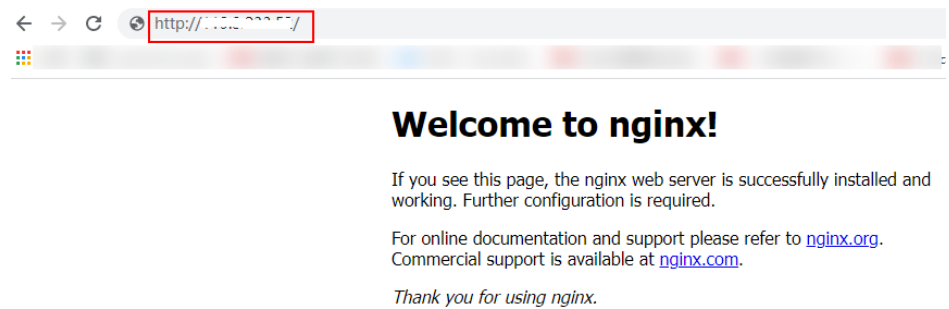 http://
Welcome to nginx!
If you see this page, the nginx web server is successfully installed and
working. Further configuration is required.
For online documentation and support please refer to nginx.org.
Commercial support is available at nginx.com.
Thank you for using nginx.